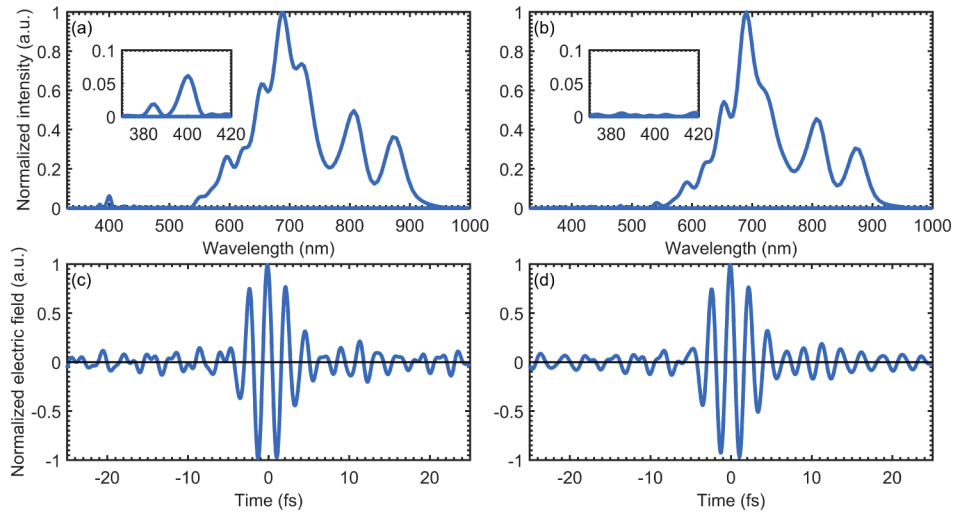 (a)
Normalized intensity (a.u.)
1
0.8
0.6
0.4
0.2
0
0.1
0.05
0
380 400 420
400 500 600 700 800 900 1000
Wavelength (nm)
(b)
1
0.8
0.6
0.4
0.2
0
0.1
0.05
0
380 400 420
400 500 600 700 800 900 1000
Wavelength (nm)
(c)
Normalized electric field (a.u.)
1
0.5
0
-0.5
-1
-20 -10 0 10 20
Time (fs)
(d)
1
0.5
0
-0.5
-1
-20 -10 0 10 20
Time (fs)